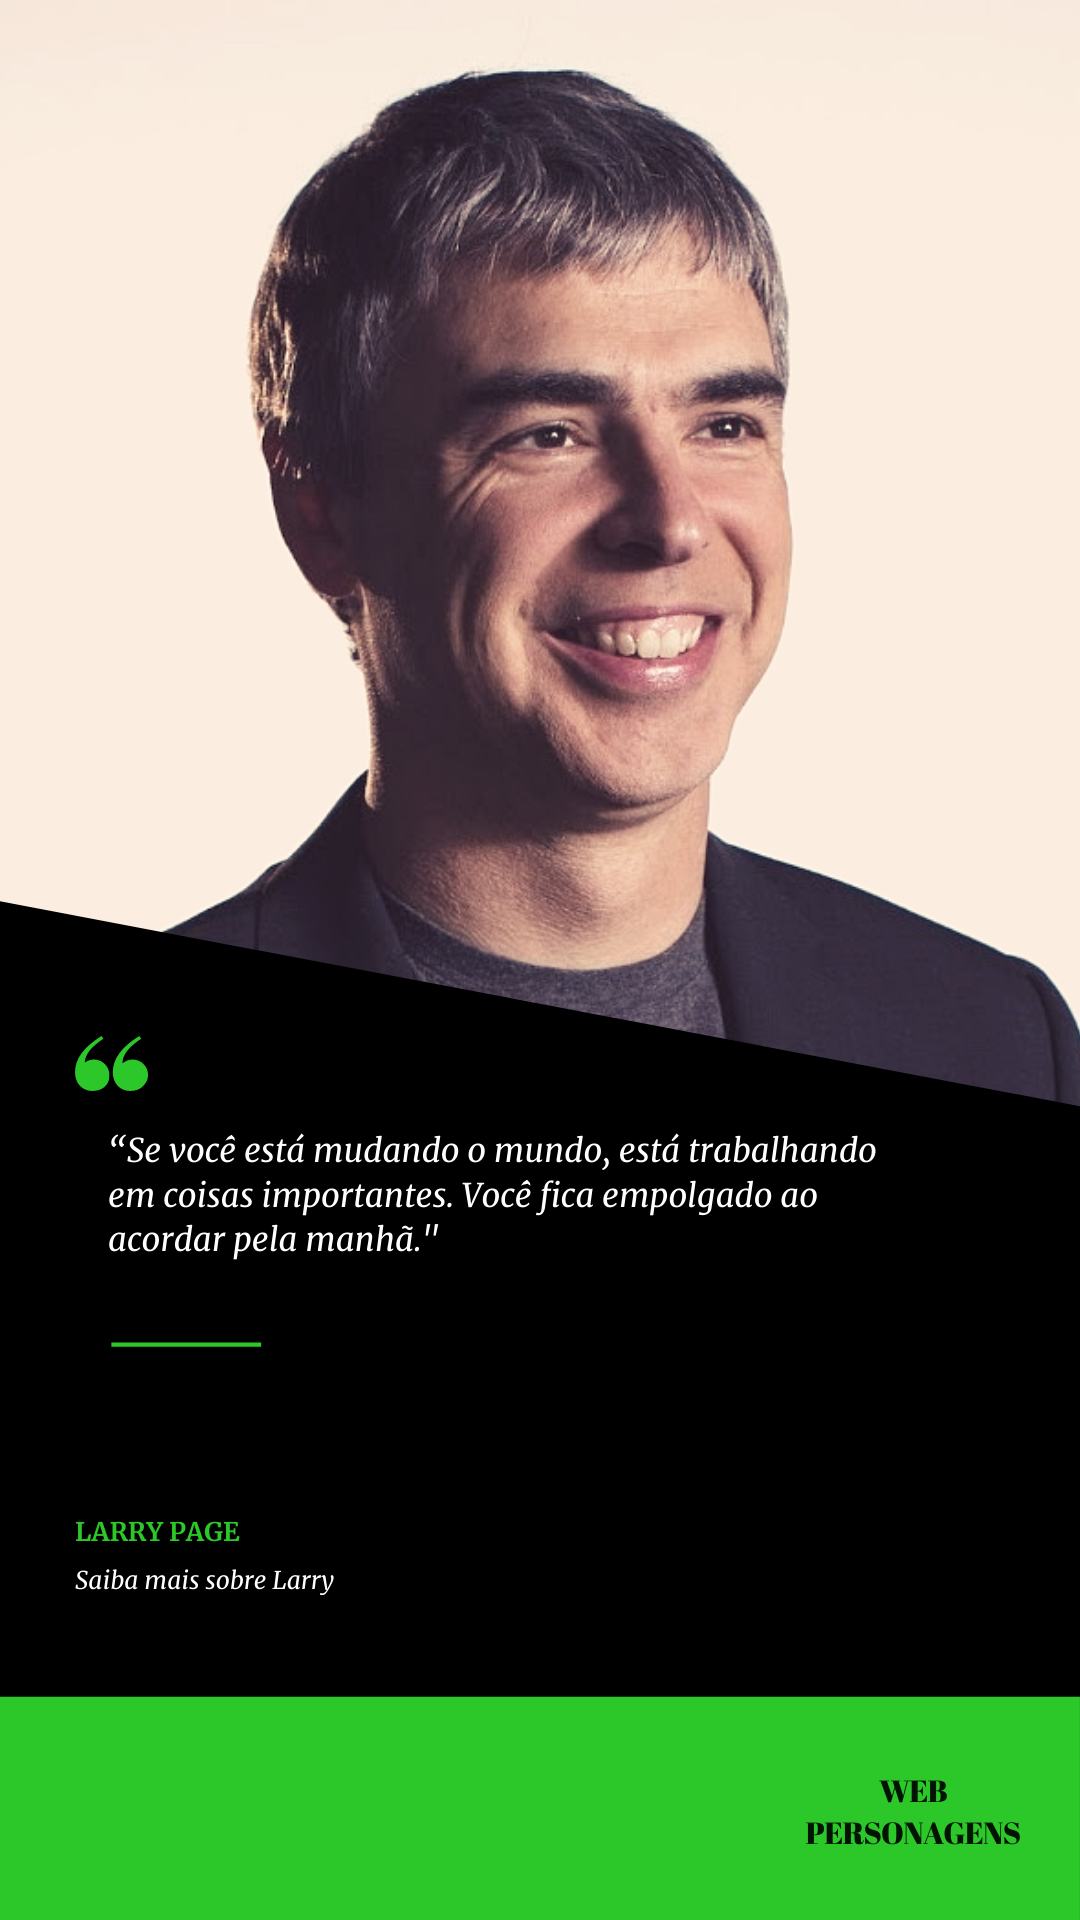 “Se você está mudando o mundo, está trabalhando
em coisas importantes. Você fica empolgado ao
acordar pela manhã."
LARRY PAGE
Saiba mais sobre Larry
WEB
PERSONAGENS